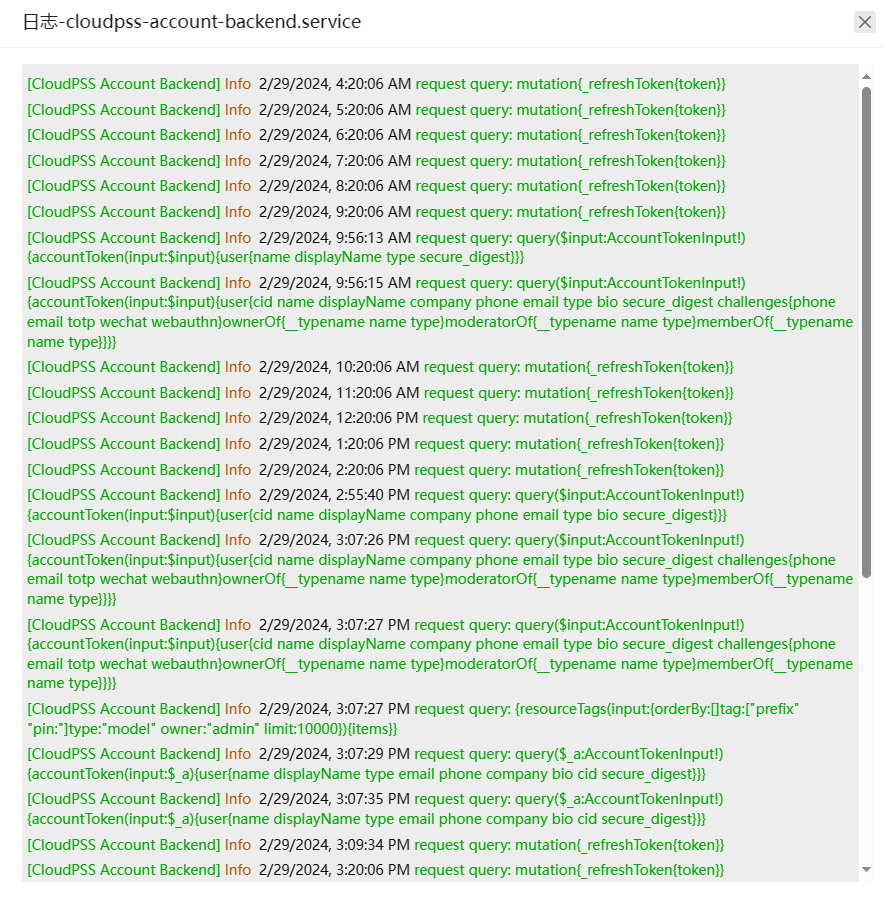 日志-cloudpss-account-backend.service
[CloudPSS Account Backend] Info 2/29/2024, 4:20:06 AM request query: mutation{_refreshToken{token}}
[CloudPSS Account Backend] Info 2/29/2024, 5:20:06 AM request query: mutation{_refreshToken{token}}
[CloudPSS Account Backend] Info 2/29/2024, 6:20:06 AM request query: mutation{_refreshToken{token}}
[CloudPSS Account Backend] Info 2/29/2024, 7:20:06 AM request query: mutation{_refreshToken{token}}
[CloudPSS Account Backend] Info 2/29/2024, 8:20:06 AM request query: mutation{_refreshToken{token}}
[CloudPSS Account Backend] Info 2/29/2024, 9:20:06 AM request query: mutation{_refreshToken{token}}
[CloudPSS Account Backend] Info 2/29/2024, 9:56:13 AM request query: query($input:AccountTokenInput!)
{accountToken(input:$input){user{name displayName type secure_digest}}}
[CloudPSS Account Backend] Info 2/29/2024, 9:56:15 AM request query: query($input:AccountTokenInput!)
{accountToken(input:$input){user{cid name displayName company phone email type bio secure_digest challenges{phone
email totp wechat webauthn}ownerOf{__typename name type}moderatorOf{__typename name type}memberOf{__typename
name type}}}}
[CloudPSS Account Backend] Info 2/29/2024, 10:20:06 AM request query: mutation{_refreshToken{token}}
[CloudPSS Account Backend] Info 2/29/2024, 11:20:06 AM request query: mutation{_refreshToken{token}}
[CloudPSS Account Backend] Info 2/29/2024, 12:20:06 PM request query: mutation{_refreshToken{token}}
[CloudPSS Account Backend] Info 2/29/2024, 1:20:06 PM request query: mutation{_refreshToken{token}}
[CloudPSS Account Backend] Info 2/29/2024, 2:20:06 PM request query: mutation{_refreshToken{token}}
[CloudPSS Account Backend] Info 2/29/2024, 2:55:40 PM request query: query($input:AccountTokenInput!)
{accountToken(input:$input){user{cid name displayName company phone email type bio secure_digest}}}
[CloudPSS Account Backend] Info 2/29/2024, 3:07:26 PM request query: query($input:AccountTokenInput!)
{accountToken(input:$input){user{cid name displayName company phone email type bio secure_digest challenges{phone
email totp wechat webauthn}ownerOf{__typename name type}moderatorOf{__typename name type}memberOf{__typename
name type}}}}
[CloudPSS Account Backend] Info 2/29/2024, 3:07:27 PM request query: query($input:AccountTokenInput!)
{accountToken(input:$input){user{cid name displayName company phone email type bio secure_digest challenges{phone
email totp wechat webauthn}ownerOf{__typename name type}moderatorOf{__typename name type}memberOf{__typename
name type}}}}
[CloudPSS Account Backend] Info 2/29/2024, 3:07:27 PM request query: {resourceTags(input:{orderBy:[]tag:["prefix"
"pin:"]type:"model" owner:"admin" limit:10000}){items}}
[CloudPSS Account Backend] Info 2/29/2024, 3:07:29 PM request query: query($_a:AccountTokenInput!)
{accountToken(input:$_a){user{name displayName type email phone company bio cid secure_digest}}}
[CloudPSS Account Backend] Info 2/29/2024, 3:07:35 PM request query: query($_a:AccountTokenInput!)
{accountToken(input:$_a){user{name displayName type email phone company bio cid secure_digest}}}
[CloudPSS Account Backend] Info 2/29/2024, 3:09:34 PM request query: mutation{_refreshToken{token}}
[CloudPSS Account Backend] Info 2/29/2024, 3:20:06 PM request query: mutation{_refreshToken{token}}